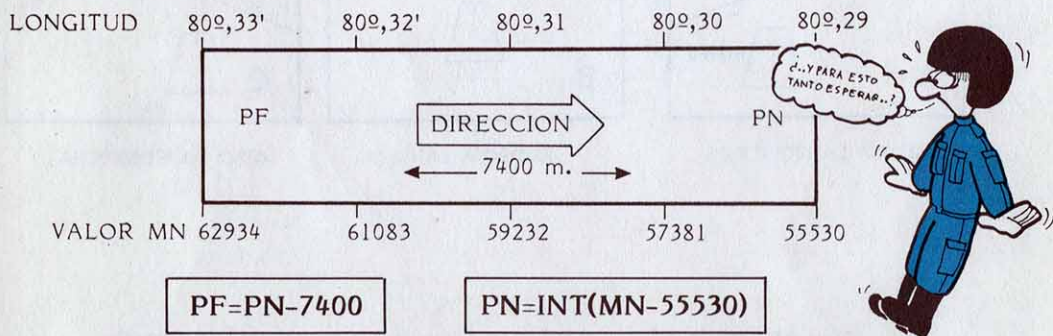 LONGITUD 80º,33' 80º,32' 80º,31 80º,30 80º,29
¿..Y PARA ESTO
TANTO ESPERAR..?
PF DIRECCION PN
7400 m.
VALOR MN 62934 61083 59232 57381 55530
PF=PN-7400 PN=INT(MN-55530)